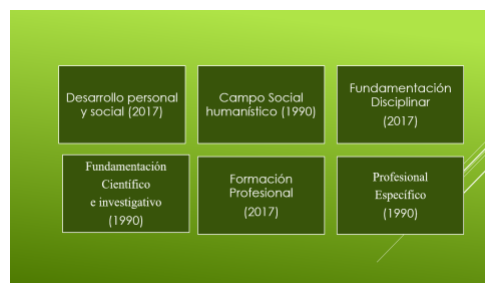 Desarrollo personal
y social (2017)
Campo Social
humanístico (1990)
Fundamentación
Disciplinar
(2017)
Fundamentación
Científico
e investigativo
(1990)
Formación
Profesional
(2017)
Profesional
Específico
(1990)